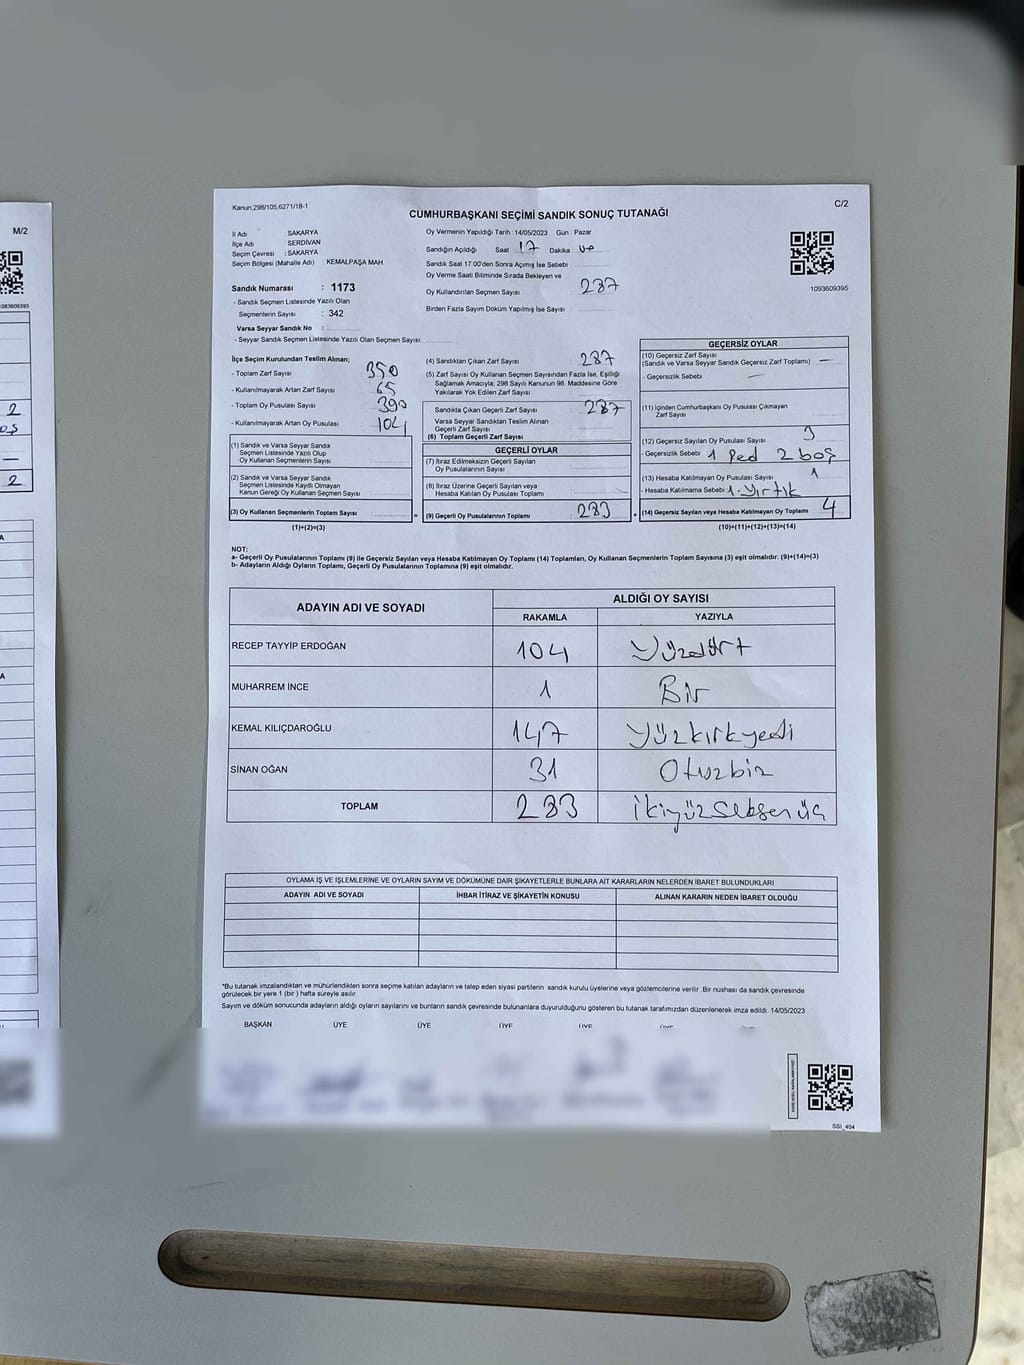 M/2
2
2
Kanun,298/105,6271/18-1
C/2
CUMHURBAŞKANI SEÇİMİ SANDIK SONUÇ TUTANAĞI
İl Adı : SAKARYA
İlçe Adı : SERDİVAN
Seçim Çevresi : SAKARYA
Seçim Bölgesi (Mahalle Adı) : KEMALPAŞA MAH
Sandık Numarası : 1173
- Sandık Seçmen Listesinde Yazılı Olan
Seçmenlerin Sayısı : 342
Varsa Seyyar Sandık No :
- Seyyar Sandık Seçmen Listesinde Yazılı Olan Seçmen Sayısı:
Oy Vermenin Yapıldığı Tarih : 14/05/2023 Gün : Pazar
Sandığın Açıldığı Saat 17 Dakika
Sandık Saat 17.00'den Sonra Açımış İse Sebebi
Oy Verme Saati Bitiminde Sırada Bekleyen ve
Oy Kullandırılan Seçmen Sayısı 287
Birden Fazla Sayım Döküm Yapılmış İse Sayısı
1093609395
İlçe Seçim Kurulundan Teslim Alınan;
- Toplam Zarf Sayısı 350
- Kullanılmayarak Artan Zarf Sayısı 65
- Toplam Oy Pusulası Sayısı 390
- Kullanılmayarak Artan Oy Pusulası 104
(1) Sandık ve Varsa Seyyar Sandık
Seçmen Listesinde Yazılı Olup
Oy Kullanan Seçmenlerin Sayısı
(2) Sandık ve Varsa Seyyar Sandık
Seçmen Listesinde Kayıtlı Olmayan
Kanun Gereği Oy Kullanan Seçmen Sayısı
(3) Oy Kullanan Seçmenlerin Toplam Sayısı
(1)+(2)=(3)
=
(4) Sandıktan Çıkan Zarf Sayısı 287
(5) Zarf Sayısı Oy Kullanan Seçmen Sayısından Fazla İse, Eşitliği
Sağlamak Amacıyla, 298 Sayılı Kanunun 98. Maddesine Göre
Yakılarak Yok Edilen Zarf Sayısı
Sandıkta Çıkan Geçerli Zarf Sayısı 287
Varsa Seyyar Sandıktan Teslim Alınan
Geçerli Zarf Sayısı
(6) Toplam Geçerli Zarf Sayısı
GEÇERLİ OYLAR
(7) İtiraz Edilmeksizin Geçerli Sayılan
Oy Pusulalarının Sayısı
(8) İtiraz Üzerine Geçerli Sayılan veya
Hesaba Katılan Oy Pusulası Toplamı
(9) Geçerli Oy Pusulalarının Toplamı : 283
+
GEÇERSİZ OYLAR
(10) Geçersiz Zarf Sayısı
(Sandık ve Varsa Seyyar Sandık Geçersiz Zarf Toplamı) —
- Geçersizlik Sebebi —
(11) İçinden Cumhurbaşkanı Oy Pusulası Çıkmayan
Zarf Sayısı
(12) Geçersiz Sayılan Oy Pusulası Sayısı 3
- Geçersizlik Sebebi 1 Red 2 boş
(13) Hesaba Katılmayan Oy Pusulası Sayısı 1
- Hesaba Katılmama Sebebi 1. Yırtık
(14) Geçersiz Sayılan veya Hesaba Katılmayan Oy Toplamı 4
(10)+(11)+(12)+(13)=(14)
NOT:
a- Geçerli Oy Pusulalarının Toplamı (9) ile Geçersiz Sayılan veya Hesaba Katılmayan Oy Toplamı (14) Toplamları, Oy Kullanan Seçmenlerin Toplam Sayısına (3) eşit olmalıdır. (9)+(14)=(3)
b- Adayların Aldığı Oyların Toplamı, Geçerli Oy Pusulalarının Toplamına (9) eşit olmalıdır.
ADAYIN ADI VE SOYADI
ALDIĞI OY SAYISI
RAKAMLA YAZIYLA
RECEP TAYYİP ERDOĞAN 104 Yüzdört
MUHARREM İNCE 1 Bir
KEMAL KILIÇDAROĞLU 147 Yüzkırkyedi
SİNAN OĞAN 31 Otuzbir
TOPLAM 283 İkiyüzseksenüç
OYLAMA İŞ VE İŞLEMLERİNE VE OYLARIN SAYIM VE DÖKÜMÜNE DAİR ŞİKAYETLERLE BUNLARA AİT KARARLARIN NELERDEN İBARET BULUNDUKLARI
ADAYIN ADI VE SOYADI İHBAR İTİRAZ VE ŞİKAYETİN KONUSU ALINAN KARARIN NEDEN İBARET OLDUĞU
*Bu tutanak imzalandıktan ve mühürlendikten sonra seçime katılan adayların ve talep eden siyasi partilerin sandık kurulu üyelerine veya gözlemcilerine verilir. Bir nüshası da sandık çevresinde
görülecek bir yere 1 (bir) hafta süreyle asılır.
Sayım ve döküm sonucunda adayların aldığı oyların sayılarını ve bunların sandık çevresinde bulunanlara duyurulduğunu gösteren bu tutanak tarafımızdan düzenlenerek imza edildi. 14/05/2023
BAŞKAN ÜYE ÜYE ÜYE ÜYE
SSİ_404